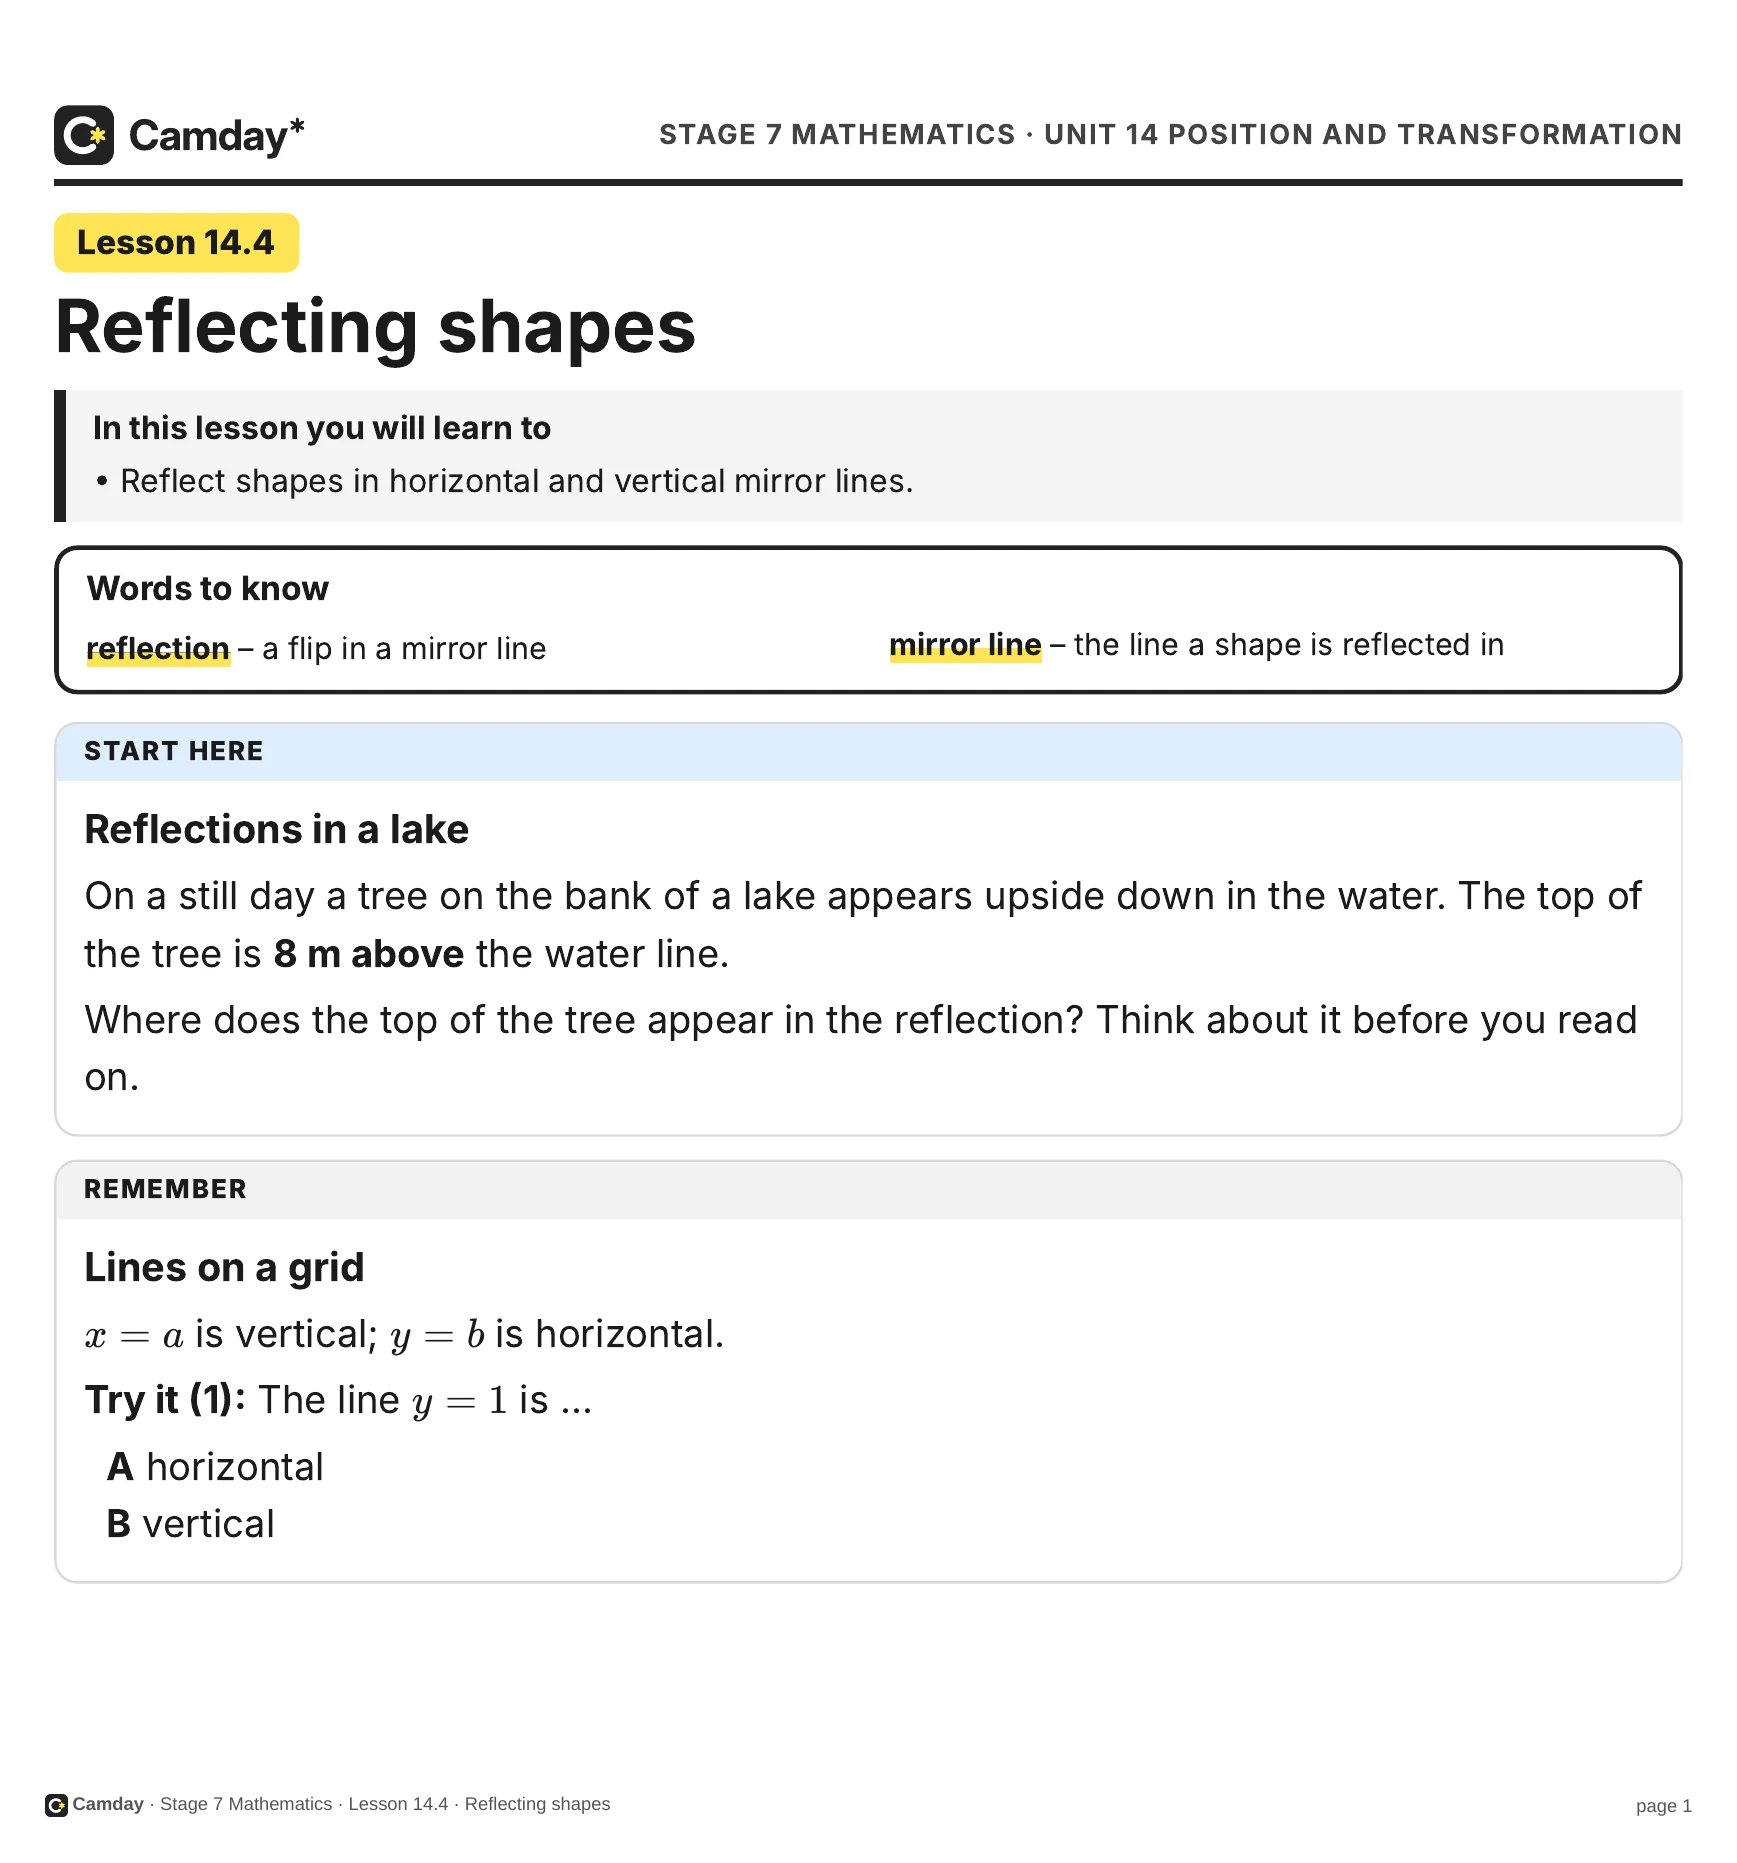 Camday*
STAGE 7 MATHEMATICS · UNIT 14 POSITION AND TRANSFORMATION
Lesson 14.4
Reflecting shapes
In this lesson you will learn to
• Reflect shapes in horizontal and vertical mirror lines.
Words to know
reflection – a flip in a mirror line
mirror line – the line a shape is reflected in
START HERE
Reflections in a lake
On a still day a tree on the bank of a lake appears upside down in the water. The top of
the tree is 8 m above the water line.
Where does the top of the tree appear in the reflection? Think about it before you read
on.
REMEMBER
Lines on a grid
x = a is vertical; y = b is horizontal.
Try it (1): The line y = 1 is ...
A horizontal
B vertical
Camday · Stage 7 Mathematics · Lesson 14.4 · Reflecting shapes
page 1